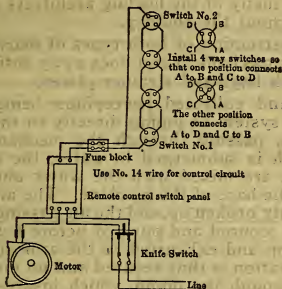 Switch No.2
D B
C A
Install 4 way switches so
that one position connects
A to B and C to D
D B
C A
The other position
connects
A to D and C to B
Switch No.1
Fuse block
Use No. 14 wire for control circuit
Remote control switch panel
Knife Switch
Motor
Line